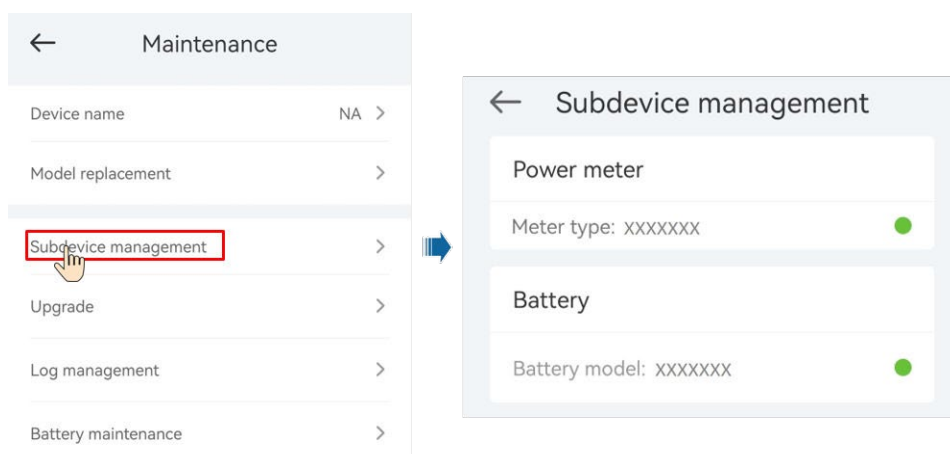 Maintenance
Device name NA
Model replacement
Subdevice management
Upgrade
Log management
Battery maintenance
Subdevice management
Power meter
Meter type: XXXXXXX
Battery
Battery model: XXXXXXX